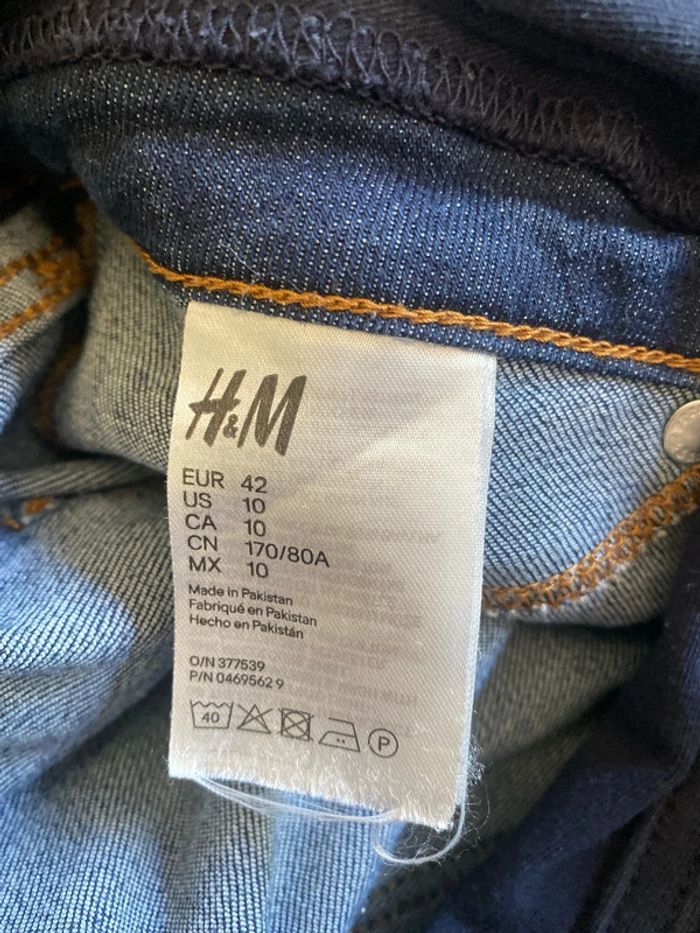 H&M
EUR 42
US 10
CA 10
CN 170/80A
MX 10
Made in Pakistan
Fabriqué en Pakistan
Hecho en Pakistán
O/N 377539
P/N 0469562 9
40 P